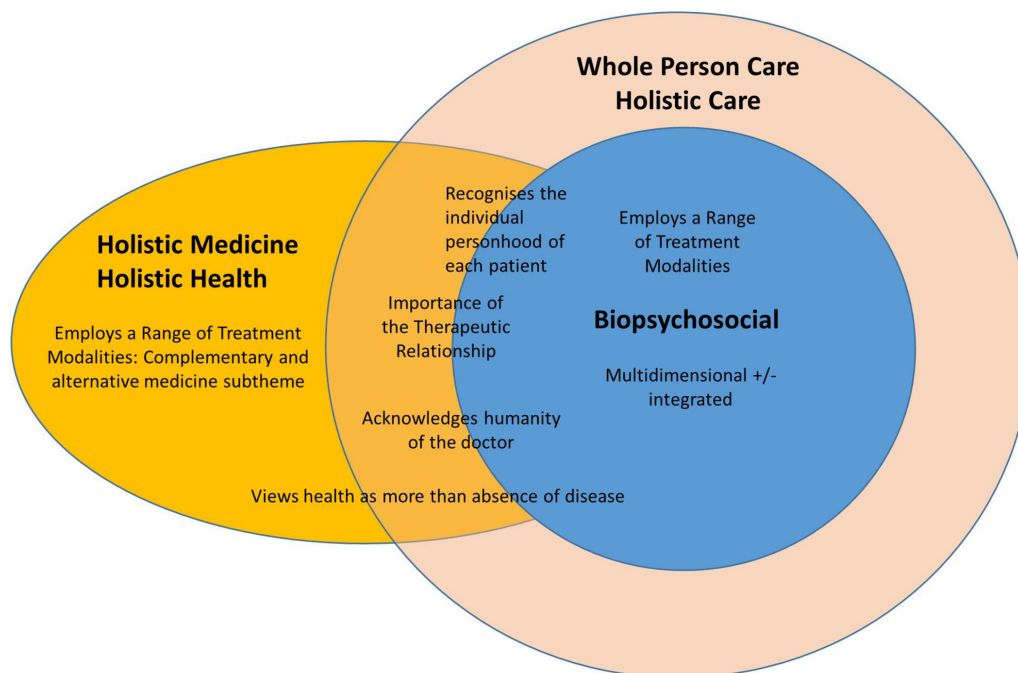 Whole Person Care
Holistic Care
Holistic Medicine
Holistic Health
Employs a Range of Treatment
Modalities: Complementary and
alternative medicine subtheme
Recognises the
individual
personhood of
each patient
Importance of
the Therapeutic
Relationship
Acknowledges humanity
of the doctor
Views health as more than absence of disease
Employs a Range
of Treatment
Modalities
Biopsychosocial
Multidimensional +/-
integrated